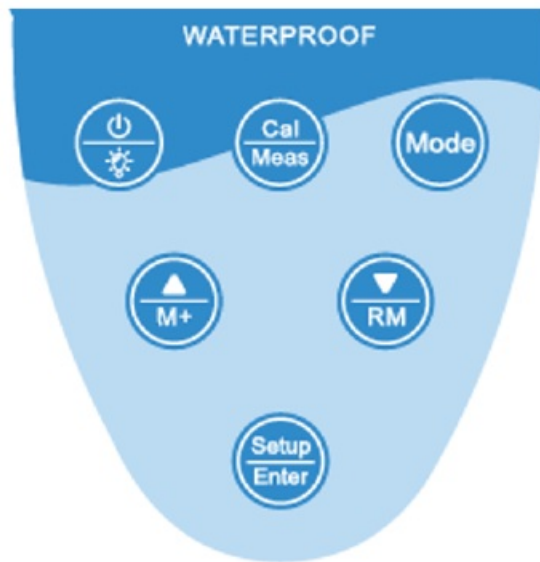 WATERPROOF
Cal
Meas
Mode
M+
RM
Setup
Enter